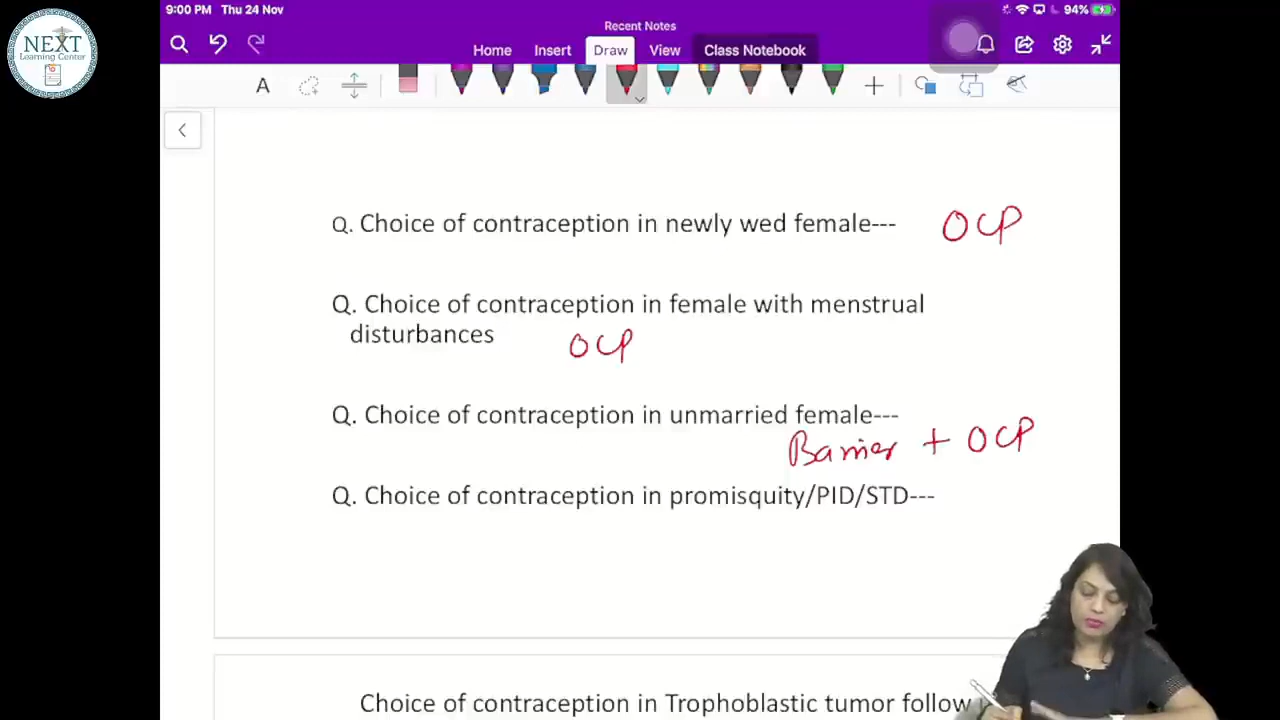 9:00 PM Thu 24 Nov
94%
Recent Notes
NEXT
Learning Center
Home Insert Draw View Class Notebook
A
Q. Choice of contraception in newly wed female--- OCP
Q. Choice of contraception in female with menstrual
disturbances OCP
Q. Choice of contraception in unmarried female---
Barrier + OCP
Q. Choice of contraception in promisquity/PID/STD---
Choice of contraception in Trophoblastic tumor follow